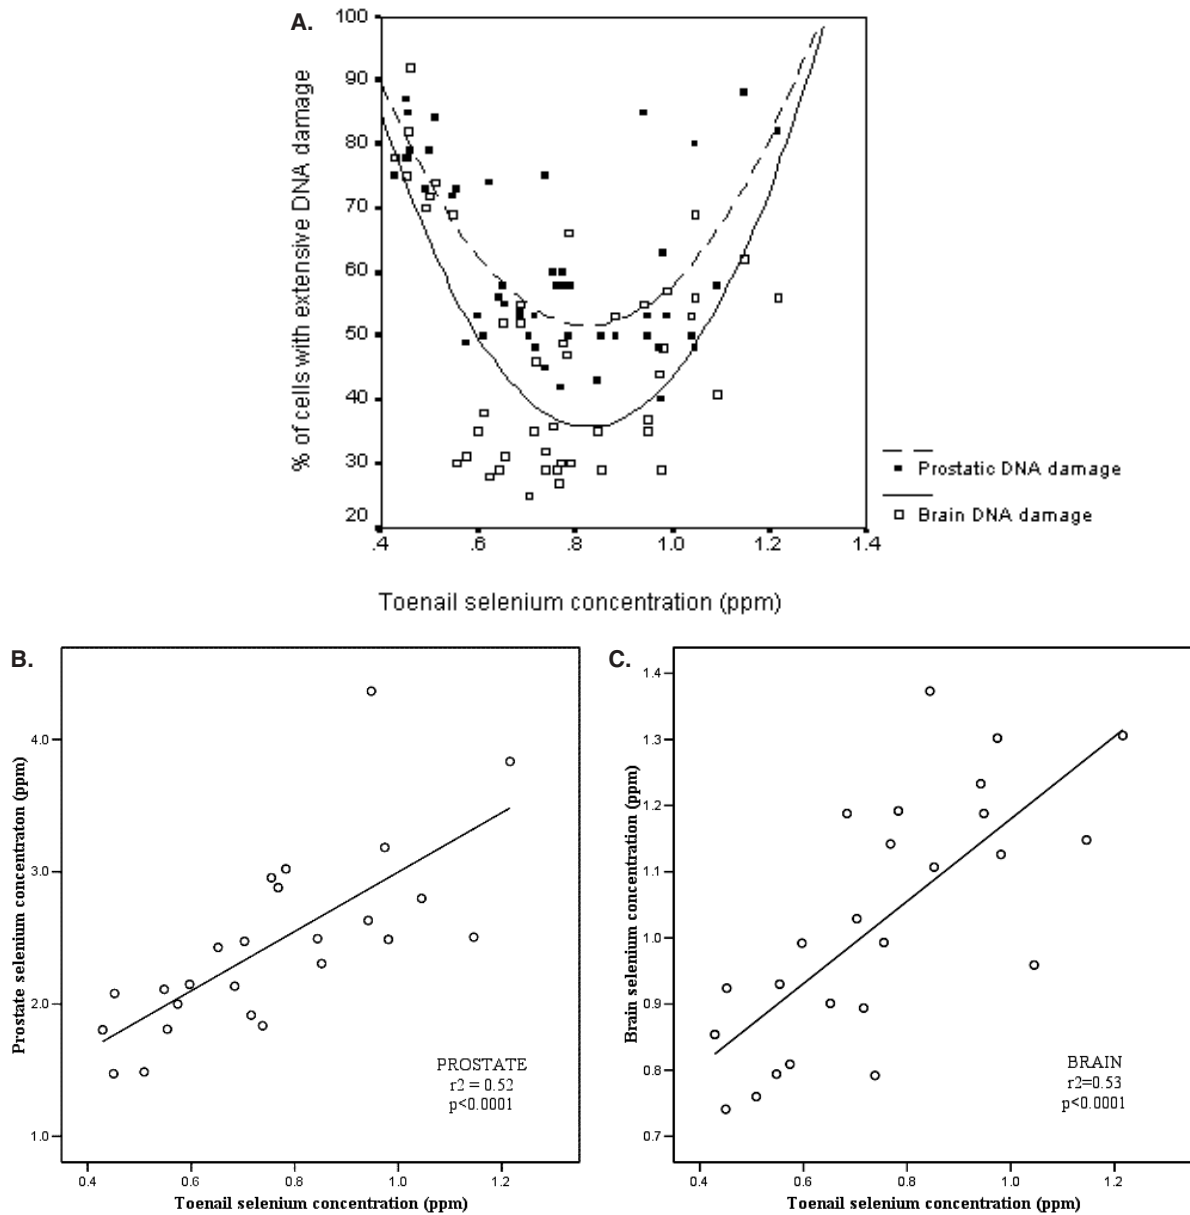 A.
% of cells with extensive DNA damage
100
90
80
70
60
50
40
30
20
.4 .6 .8 1.0 1.2 1.4
Toenail selenium concentration (ppm)
Prostatic DNA damage
Brain DNA damage
B.
Prostate selenium concentraton (ppm)
4.0
3.0
2.0
1.0
PROSTATE
r2 = 0.52
p<0.0001
0.4 0.6 0.8 1.0 1.2
Toenail selenium concentration (ppm)
C.
Brain selenium concentration (ppm)
1.4
1.3
1.2
1.1
1.0
0.9
0.8
0.7
BRAIN
r2=0.53
p<0.0001
0.4 0.6 0.8 1.0 1.2
Toenail selenium concentration (ppm)